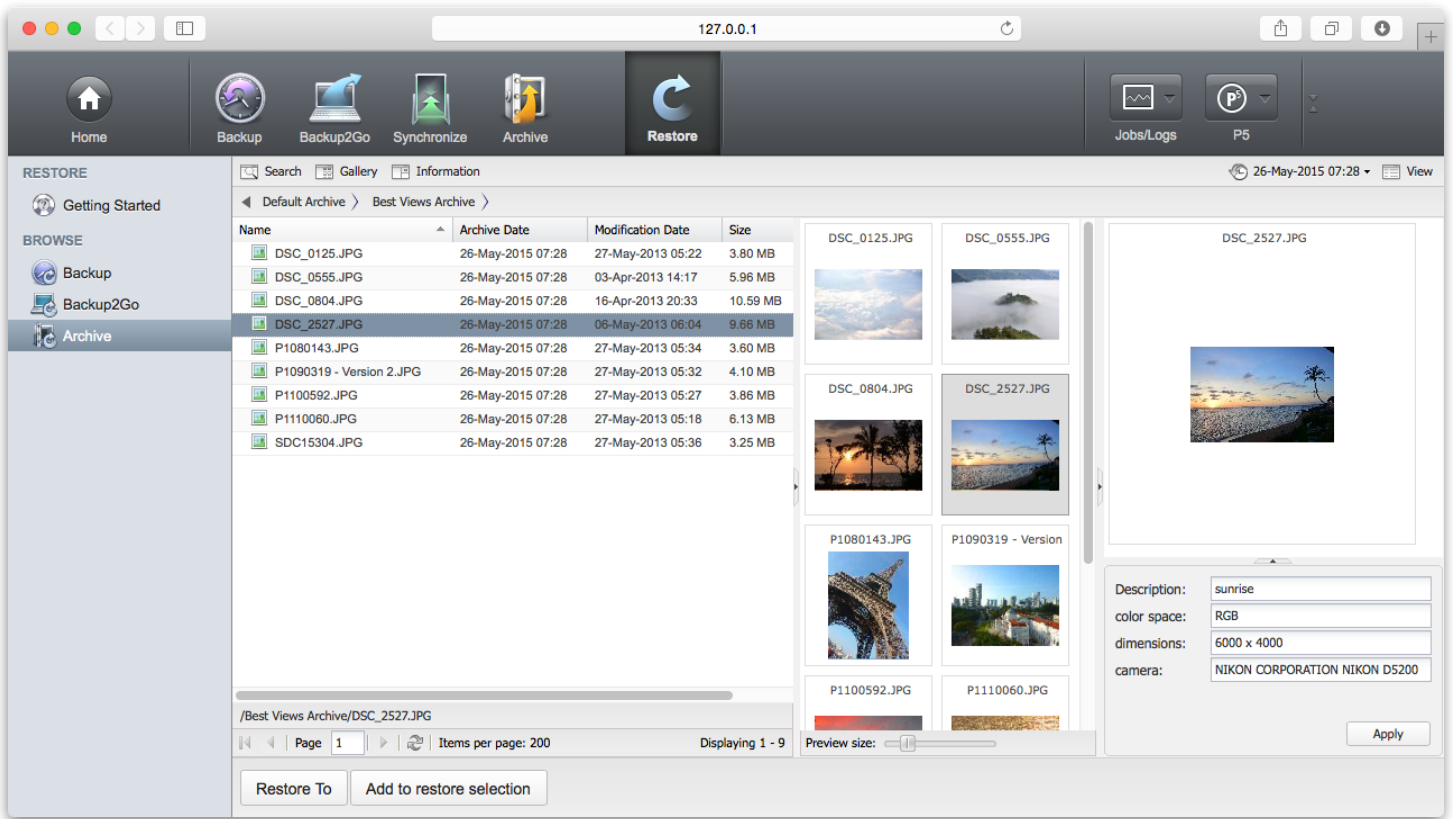 127.0.0.1
Home
Backup
Backup2Go
Synchronize
Archive
Restore
Jobs/Logs
P5
P5
RESTORE
Getting Started
BROWSE
Backup
Backup2Go
Archive
Search Gallery Information
26-May-2015 07:28 View
Default Archive Best Views Archive
Name Archive Date Modification Date Size
DSC_0125.JPG 26-May-2015 07:28 27-May-2013 05:22 3.80 MB
DSC_0555.JPG 26-May-2015 07:28 03-Apr-2013 14:17 5.96 MB
DSC_0804.JPG 26-May-2015 07:28 16-Apr-2013 20:33 10.59 MB
DSC_2527.JPG 26-May-2015 07:28 06-May-2013 06:04 9.66 MB
P1080143.JPG 26-May-2015 07:28 27-May-2013 05:34 3.60 MB
P1090319 - Version 2.JPG 26-May-2015 07:28 27-May-2013 05:32 4.10 MB
P1100592.JPG 26-May-2015 07:28 27-May-2013 05:27 3.86 MB
P1110060.JPG 26-May-2015 07:28 27-May-2013 05:18 6.13 MB
SDC15304.JPG 26-May-2015 07:28 27-May-2013 05:36 3.25 MB
/Best Views Archive/DSC_2527.JPG
Page 1 Items per page: 200 Displaying 1 - 9
DSC_0125.JPG DSC_0555.JPG
DSC_0804.JPG DSC_2527.JPG
P1080143.JPG P1090319 - Version
P1100592.JPG P1110060.JPG
Preview size:
DSC_2527.JPG
Description: sunrise
color space: RGB
dimensions: 6000 x 4000
camera: NIKON CORPORATION NIKON D5200
Apply
Restore To
Add to restore selection